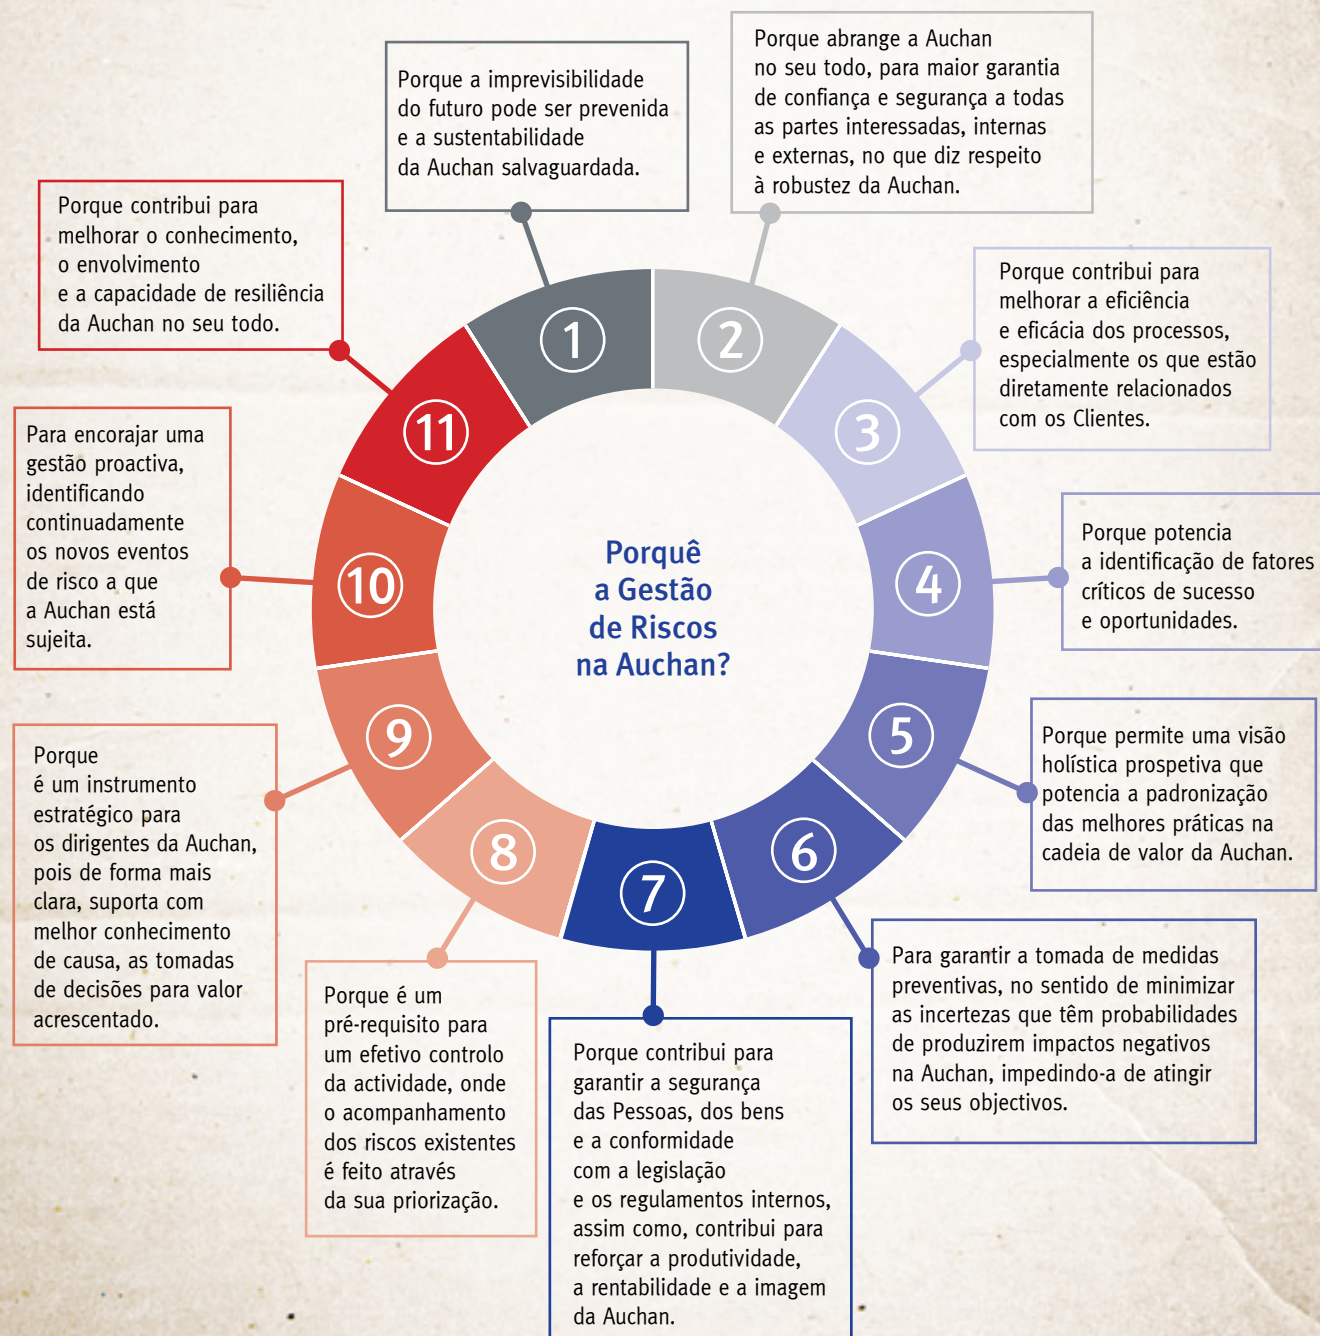 Porquê
a Gestão
de Riscos
na Auchan?
1
Porque a imprevisibilidade
do futuro pode ser prevenida
e a sustentabilidade
da Auchan salvaguardada.
2
Porque abrange a Auchan
no seu todo, para maior garantia
de confiança e segurança a todas
as partes interessadas, internas
e externas, no que diz respeito
à robustez da Auchan.
3
Porque contribui para
melhorar a eficiência
e eficácia dos processos,
especialmente os que estão
diretamente relacionados
com os Clientes.
4
Porque potencia
a identificação de fatores
críticos de sucesso
e oportunidades.
5
Porque permite uma visão
holística prospetiva que
potencia a padronização
das melhores práticas na
cadeia de valor da Auchan.
6
Para garantir a tomada de medidas
preventivas, no sentido de minimizar
as incertezas que têm probabilidades
de produzirem impactos negativos
na Auchan, impedindo-a de atingir
os seus objectivos.
7
Porque contribui para
garantir a segurança
das Pessoas, dos bens
e a conformidade
com a legislação
e os regulamentos internos,
assim como, contribui para
reforçar a produtividade,
a rentabilidade e a imagem
da Auchan.
8
Porque é um
pré-requisito para
um efetivo controlo
da actividade, onde
o acompanhamento
dos riscos existentes
é feito através
da sua priorização.
9
Porque
é um instrumento
estratégico para
os dirigentes da Auchan,
pois de forma mais
clara, suporta com
melhor conhecimento
de causa, as tomadas
de decisões para valor
acrescentado.
10
Para encorajar uma
gestão proactiva,
identificando
continuadamente
os novos eventos
de risco a que
a Auchan está
sujeita.
11
Porque contribui para
melhorar o conhecimento,
o envolvimento
e a capacidade de resiliência
da Auchan no seu todo.